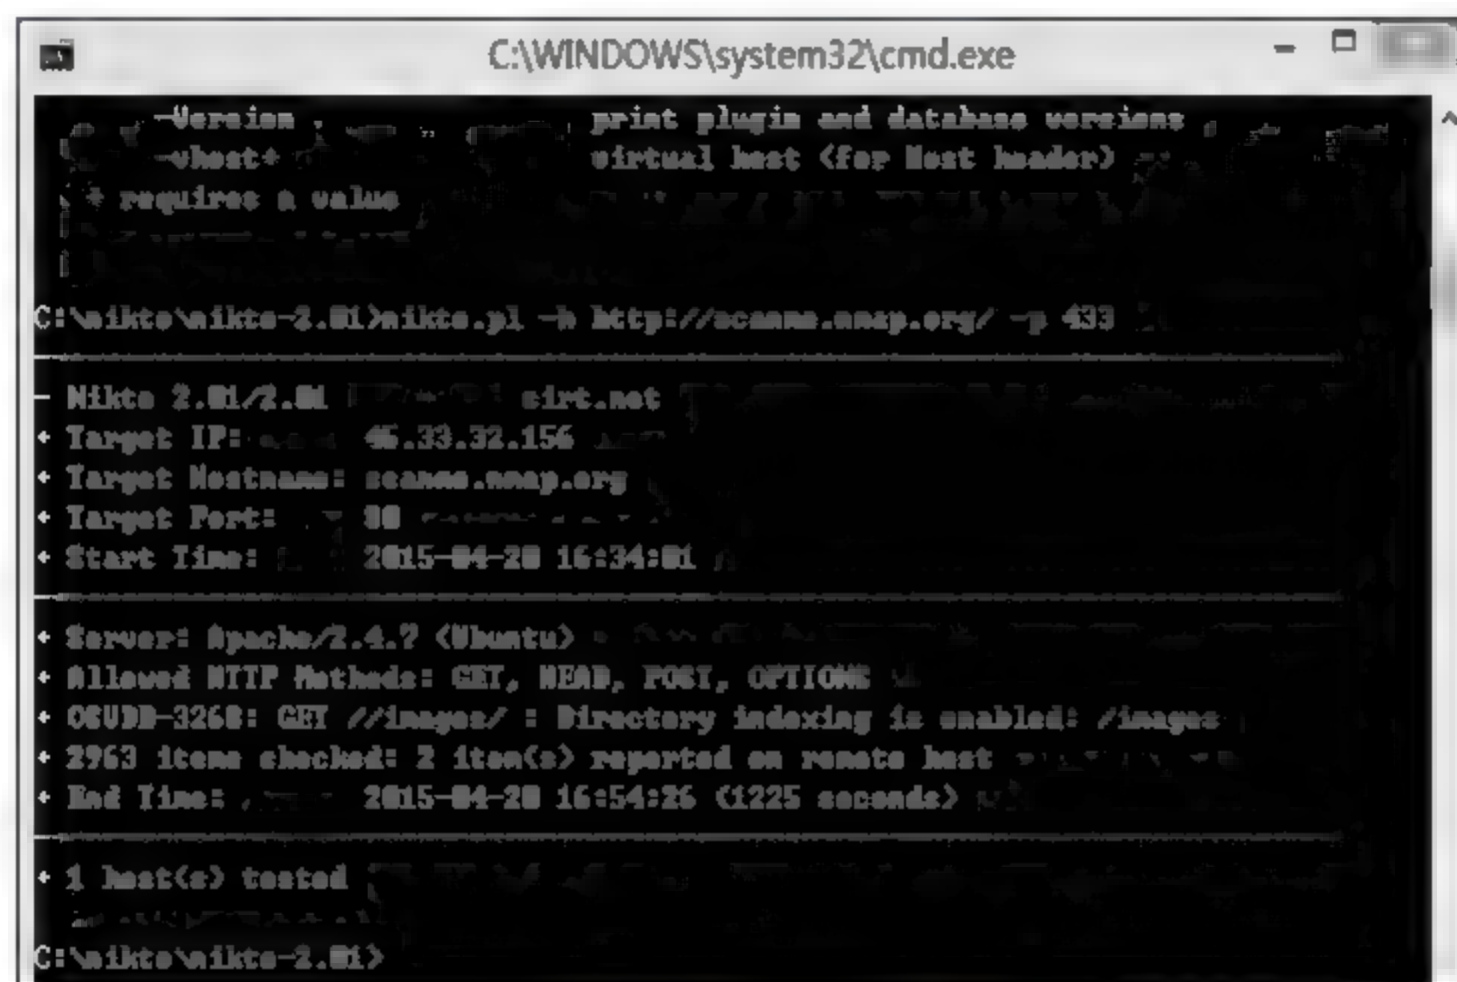 C:\WINDOWS\system32\cmd.exe
-Version print plugin and database versions
-vhost+ virtual host (for Host header)
+ requires a value
C:\nikto\nikto-2.01>nikto.pl -h http://scanme.nmap.org/ -p 433
- Nikto 2.01/2.01 cirt.net
+ Target IP: 45.33.32.156
+ Target Hostname: scanme.nmap.org
+ Target Port: 80
+ Start Time: 2015-04-20 16:34:01
+ Server: Apache/2.4.7 (Ubuntu)
+ Allowed HTTP Methods: GET, HEAD, POST, OPTIONS
+ OSVDB-3268: GET //images/ : Directory indexing is enabled: /images
+ 2963 items checked: 2 item(s) reported on remote host
+ End Time: 2015-04-20 16:54:26 (1225 seconds)
+ 1 host(s) tested
C:\nikto\nikto-2.01>